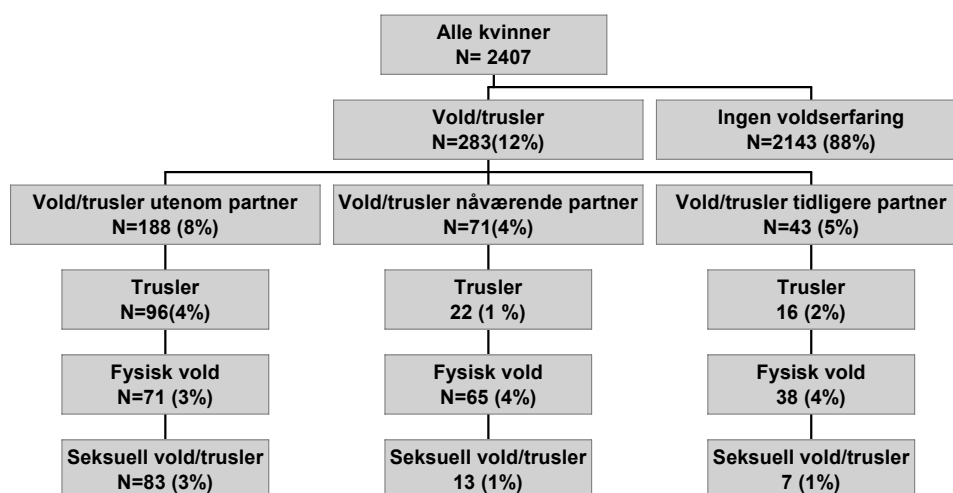 Alle kvinner
N= 2407
Vold/trusler
N=283(12%)
Ingen voldserfaring
N=2143 (88%)
Vold/trusler utenom partner
N=188 (8%)
Vold/trusler nåværende partner
N=71(4%)
Vold/trusler tidligere partner
N=43 (5%)
Trusler
N=96(4%)
Trusler
22 (1 %)
Trusler
16 (2%)
Fysisk vold
N=71 (3%)
Fysisk vold
N=65 (4%)
Fysisk vold
38 (4%)
Seksuell vold/trusler
N=83 (3%)
Seksuell vold/trusler
13 (1%)
Seksuell vold/trusler
7 (1%)